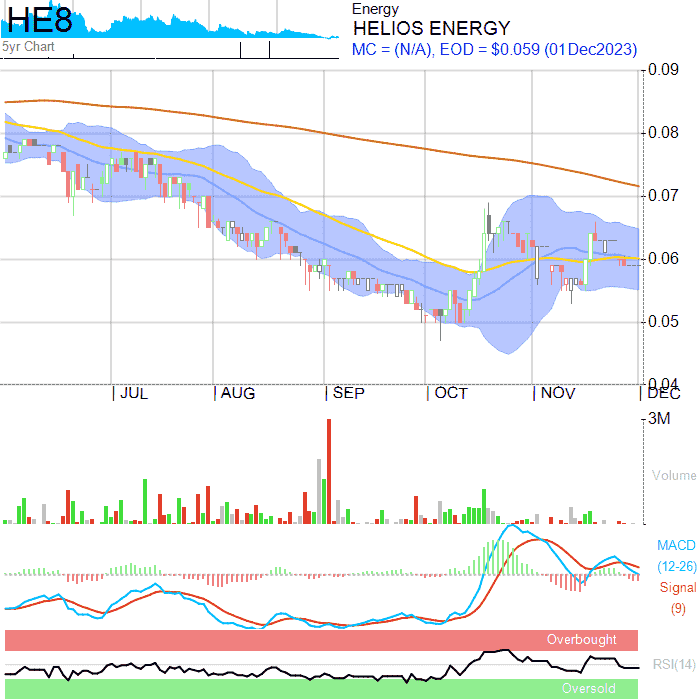 HE8
5yr Chart
Energy
HELIOS ENERGY
MC = (N/A), EOD = $0.059 (01Dec2023)
0.09
0.08
0.07
0.06
0.05
0.04
JUL
AUG
SEP
OCT
NOV
DEC
3M
Volume
MACD
(12-26)
Signal
(9)
Overbought
RSI(14)
Oversold